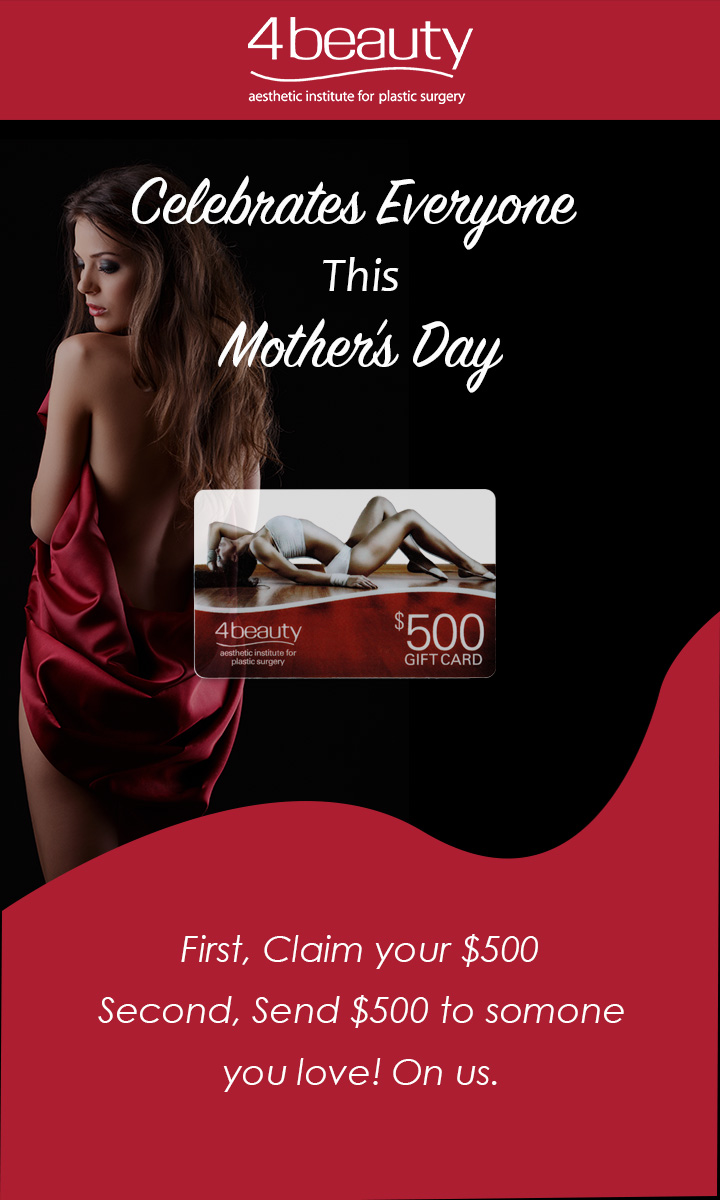 4beauty
aesthetic institute for plastic surgery
Celebrates Everyone
This
Mother's Day
4beauty
aesthetic institute for
plastic surgery
$500
GIFT CARD
First, Claim your $500
Second, Send $500 to somone
you love! On us.